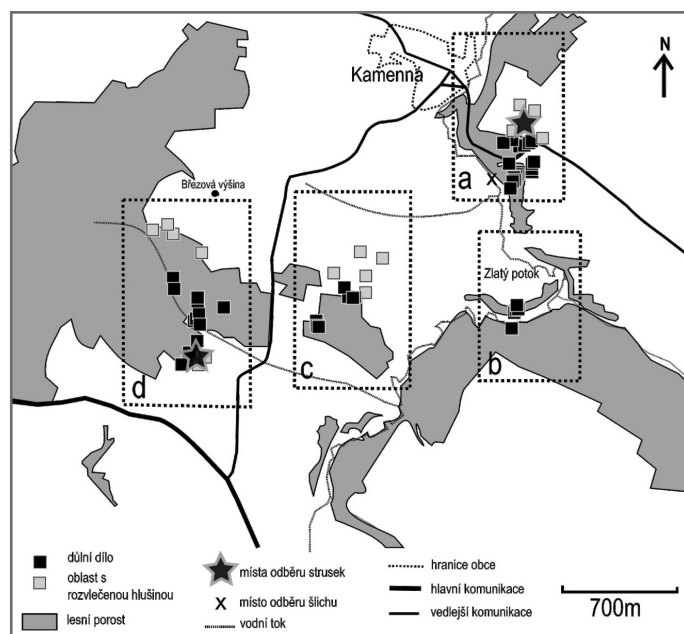 N
Kamenná
a
x
Březová výšina
Zlatý potok
c
b
d
důlní dílo
oblast s
rozvlečenou hlušinou
lesní porost
místa odběru strusek
x místo odběru šlichu
vodní tok
hranice obce
hlavní komunikace
vedlejší komunikace
700m